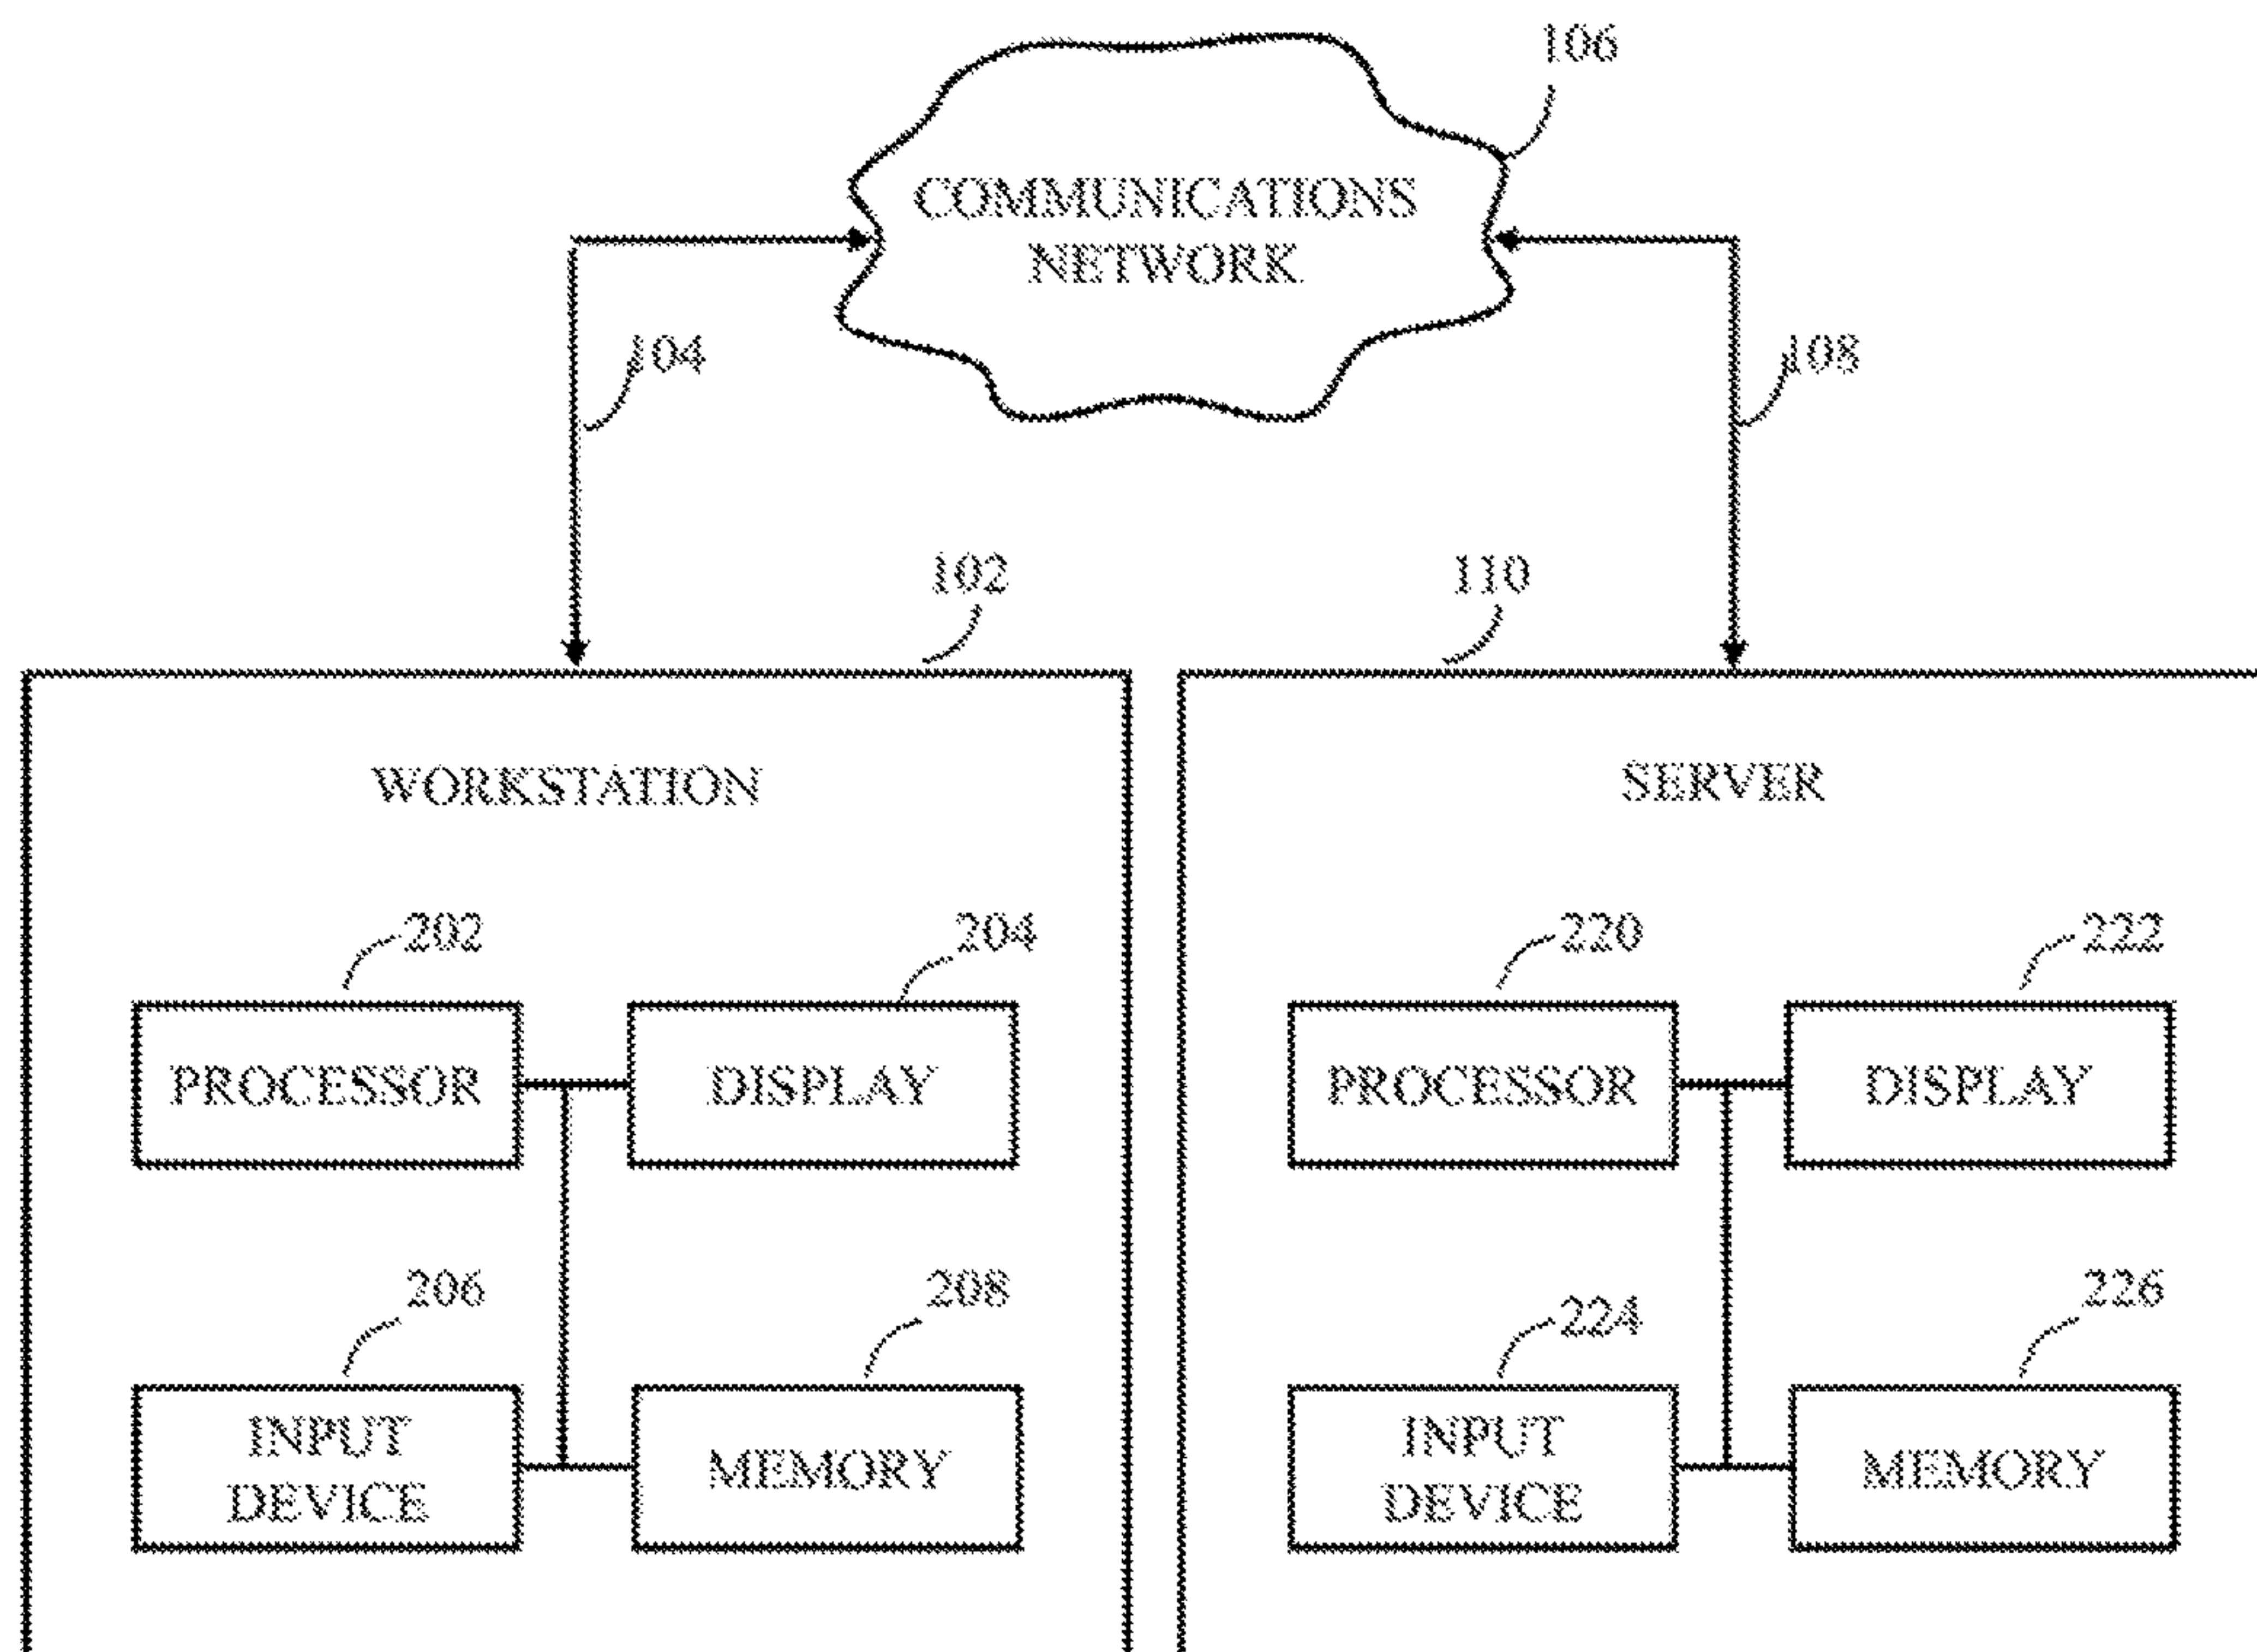 106
COMMUNICATIONS
NETWORK
104
108
102
110
WORKSTATION
SERVER
202
204
220
222
PROCESSOR
DISPLAY
PROCESSOR
DISPLAY
206
208
224
226
INPUT
DEVICE
MEMORY
INPUT
DEVICE
MEMORY